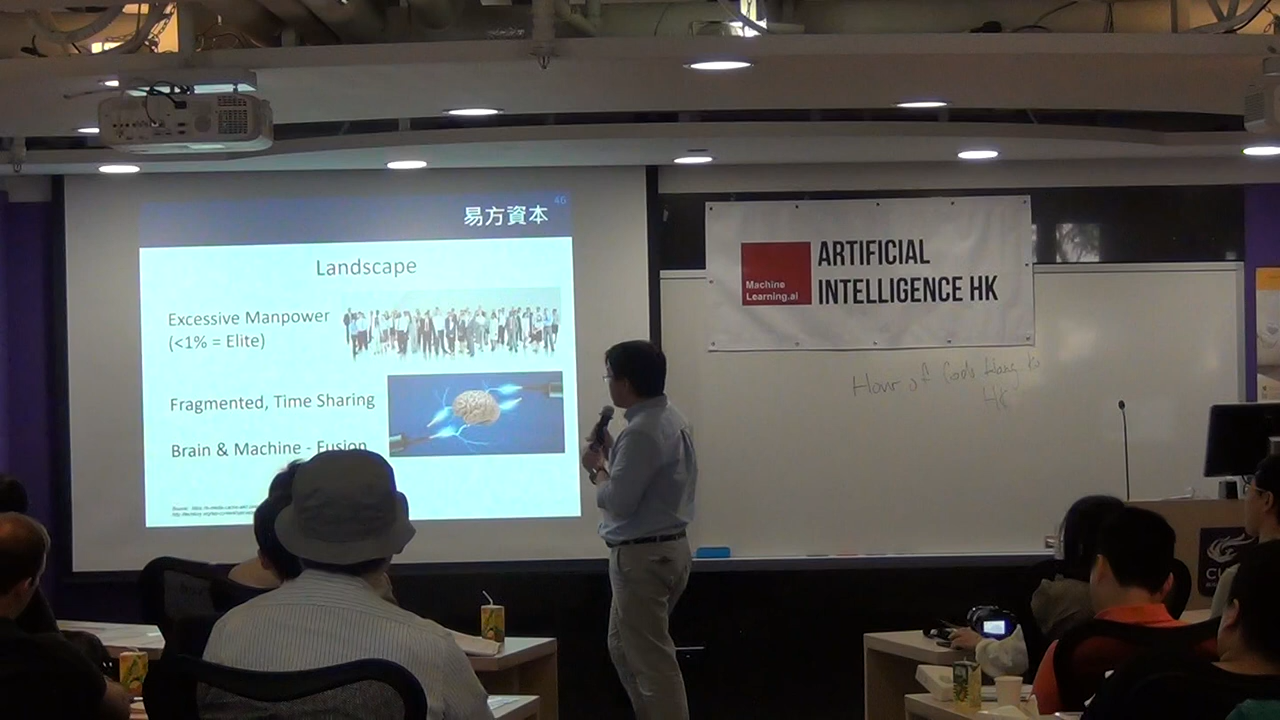 46
易方資本
Landscape
Excessive Manpower
(<1% = Elite)
Fragmented, Time Sharing
Brain & Machine - Fusion
Machine
Learning.ai
ARTIFICIAL
INTELLIGENCE HK
Hour of Code Hong
HK